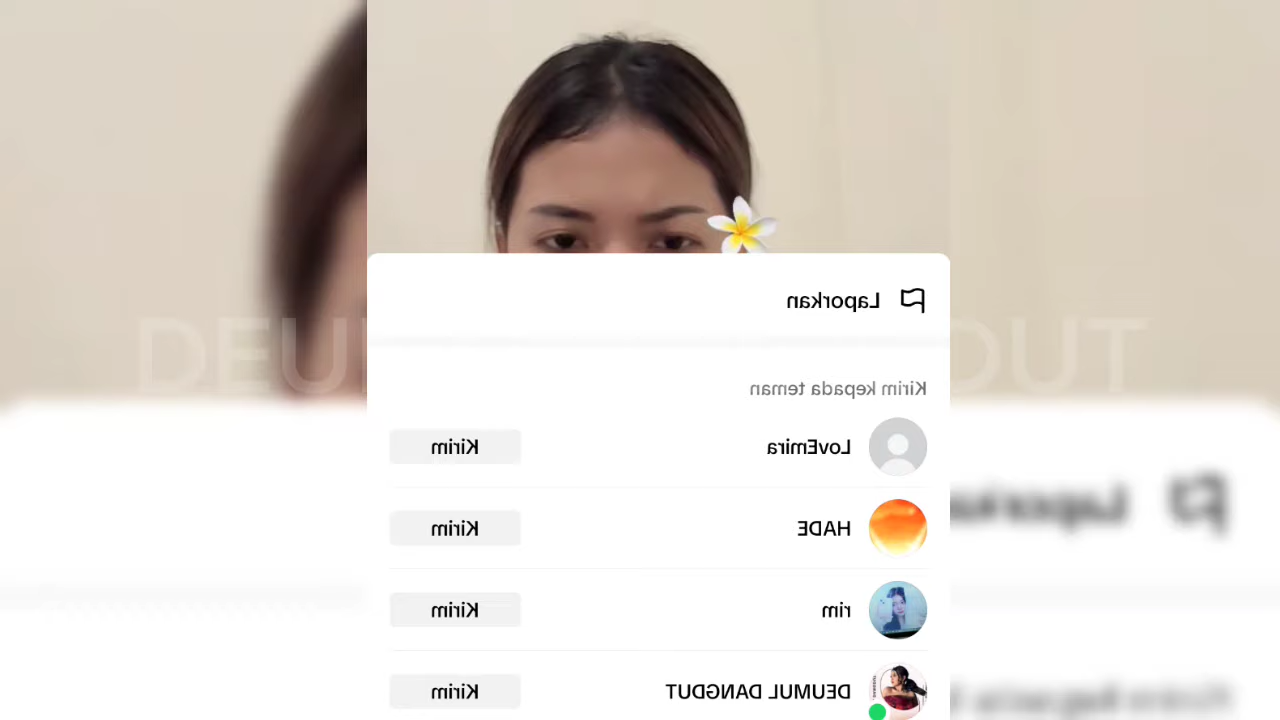 Laporkan
Kirim kepada teman
LovEmira
Kirim
HADE
Kirim
rim
Kirim
DEUMUL DANGDUT
Kirim